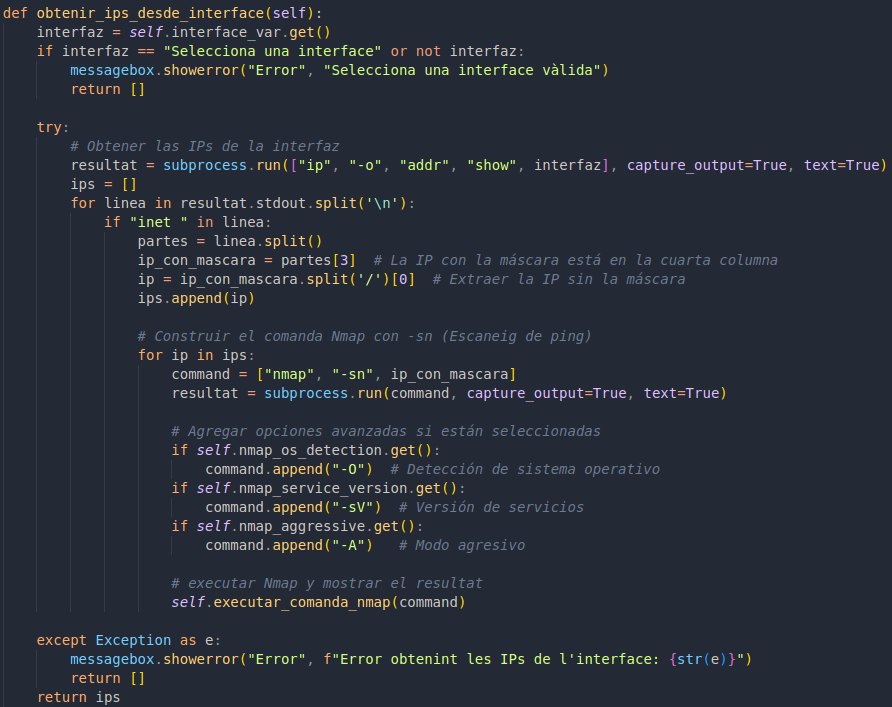 def obtenir_ips_desde_interface(self):
    interfaz = self.interface_var.get()
    if interfaz == "Selecciona una interface" or not interfaz:
        messagebox.showerror("Error", "Selecciona una interface vàlida")
        return []

    try:
        # Obtener las IPs de la interfaz
        resultat = subprocess.run(["ip", "-o", "addr", "show", interfaz], capture_output=True, text=True)
        ips = []
        for linea in resultat.stdout.split('\n'):
            if "inet " in linea:
                partes = linea.split()
                ip_con_mascara = partes[3]  # La IP con la máscara está en la cuarta columna
                ip = ip_con_mascara.split('/')[0]  # Extraer la IP sin la máscara
                ips.append(ip)

                # Construir el comanda Nmap con -sn (Escaneig de ping)
                for ip in ips:
                    command = ["nmap", "-sn", ip_con_mascara]
                    resultat = subprocess.run(command, capture_output=True, text=True)

                    # Agregar opciones avanzadas si están seleccionadas
                    if self.nmap_os_detection.get():
                        command.append("-O")  # Detección de sistema operativo
                    if self.nmap_service_version.get():
                        command.append("-sV")  # Versión de servicios
                    if self.nmap_aggressive.get():
                        command.append("-A")   # Modo agresivo

                    # executar Nmap y mostrar el resultat
                    self.executar_comanda_nmap(command)

    except Exception as e:
        messagebox.showerror("Error", f"Error obtenint les IPs de l'interface: {str(e)}")
        return []
    return ips